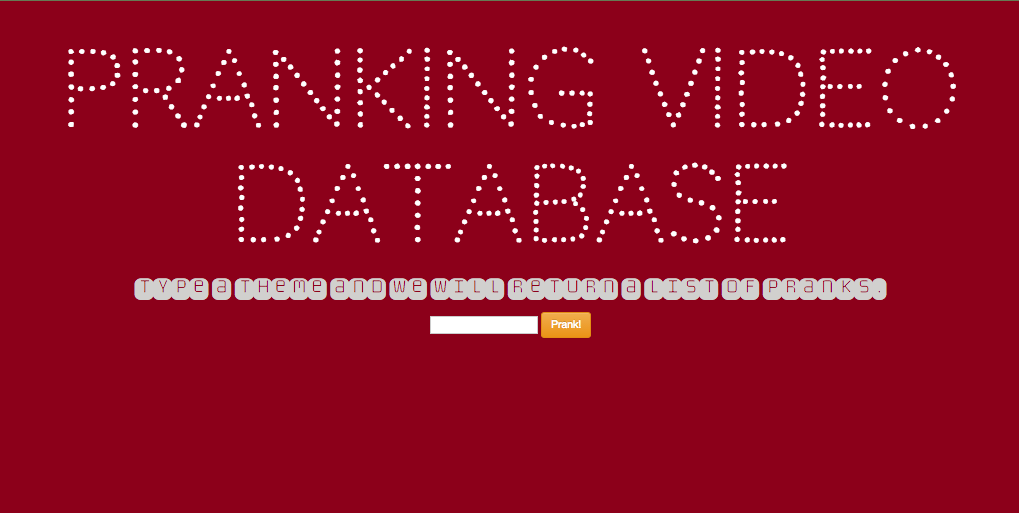 PRANKING VIDEO
DATABASE
TYPe a THeMe anD We WILL ReTURn a LIST OF PRanKS.
Prank!